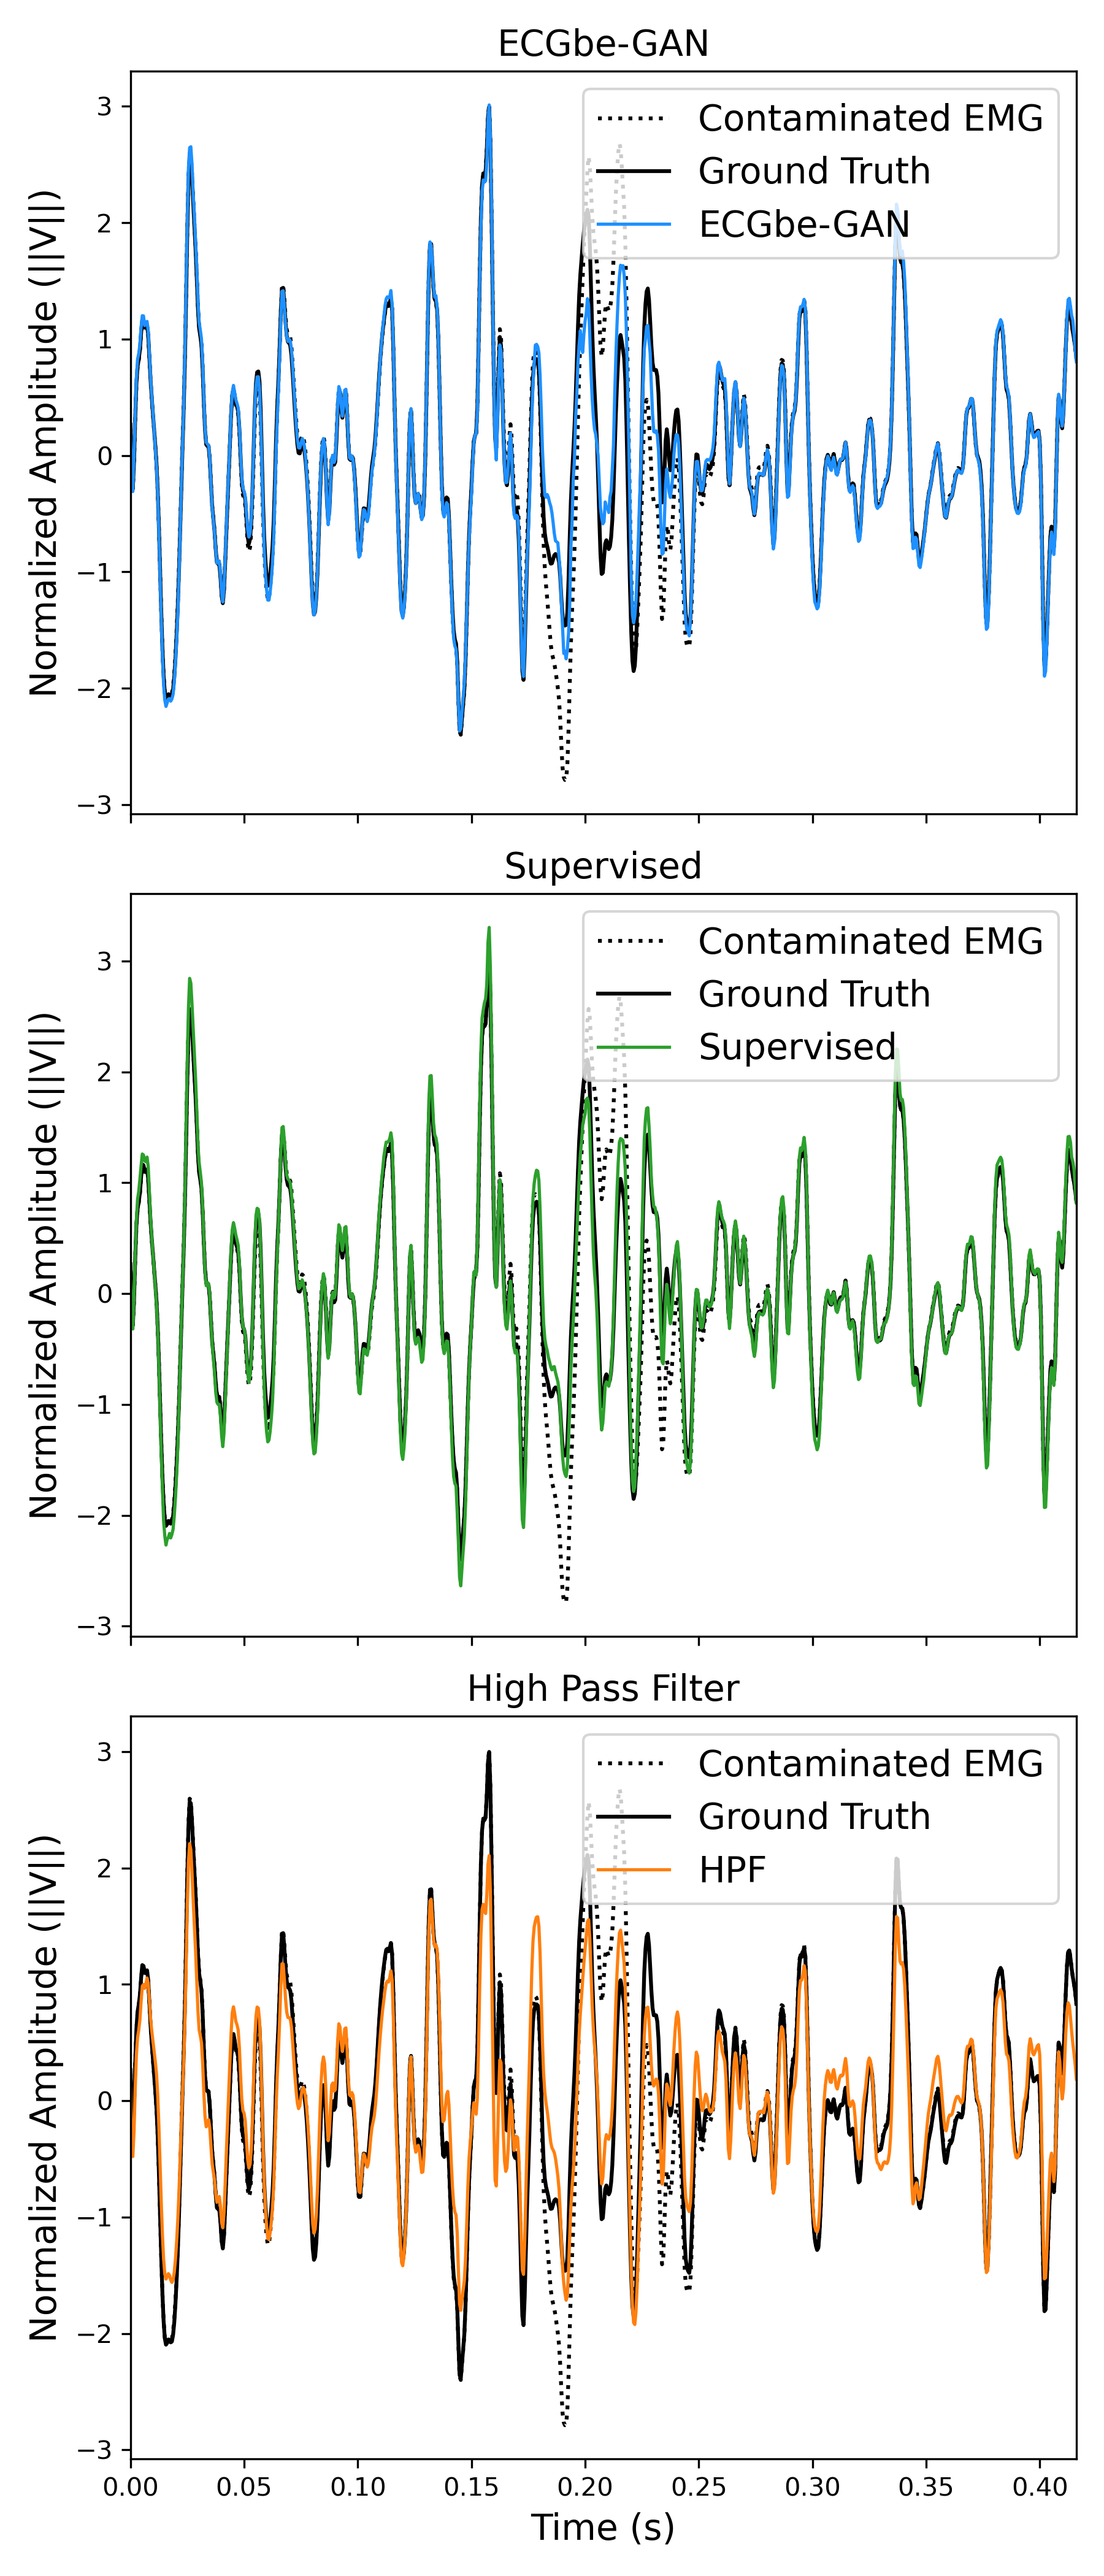 ECGbe-GAN
Normalized Amplitude (||V||)
3
2
1
0
−1
−2
−3
Contaminated EMG
Ground Truth
ECGbe-GAN
Supervised
Normalized Amplitude (||V||)
3
2
1
0
−1
−2
−3
Contaminated EMG
Ground Truth
Supervised
High Pass Filter
Normalized Amplitude (||V||)
3
2
1
0
−1
−2
−3
Contaminated EMG
Ground Truth
HPF
0.00 0.05 0.10 0.15 0.20 0.25 0.30 0.35 0.40
Time (s)